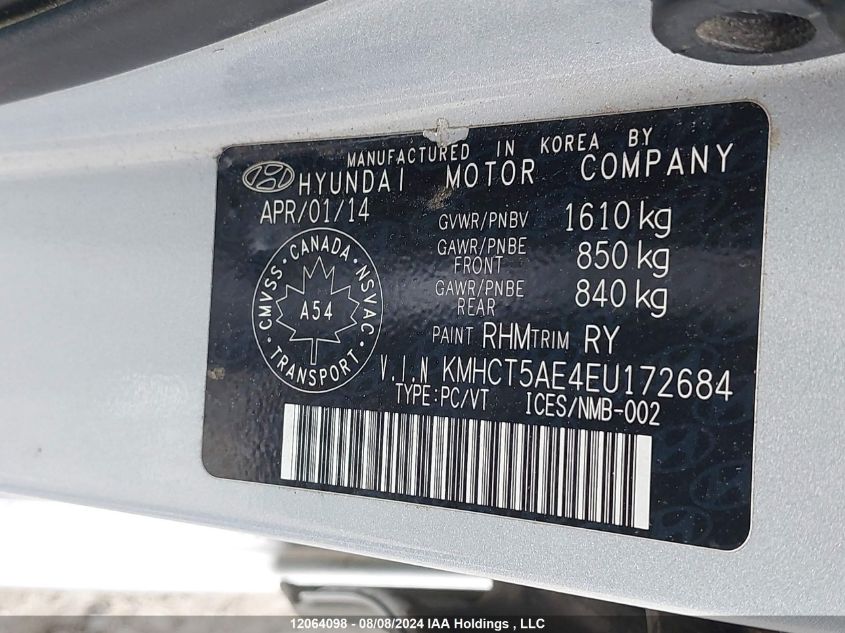 MANUFACTURED IN KOREA BY
HYUNDAI MOTOR COMPANY
APR/01/14
GVWR/PNBV 1610 kg
GAWR/PNBE FRONT 850 kg
GAWR/PNBE REAR 840 kg
CANADA
CMVSS NSVAC
A54
TRANSPORT
PAINT RHM TRIM RY
V.I.N KMHCT5AE4EU172684
TYPE:PC/VT ICES/NMB-002
12064098 - 08/08/2024 IAA Holdings , LLC